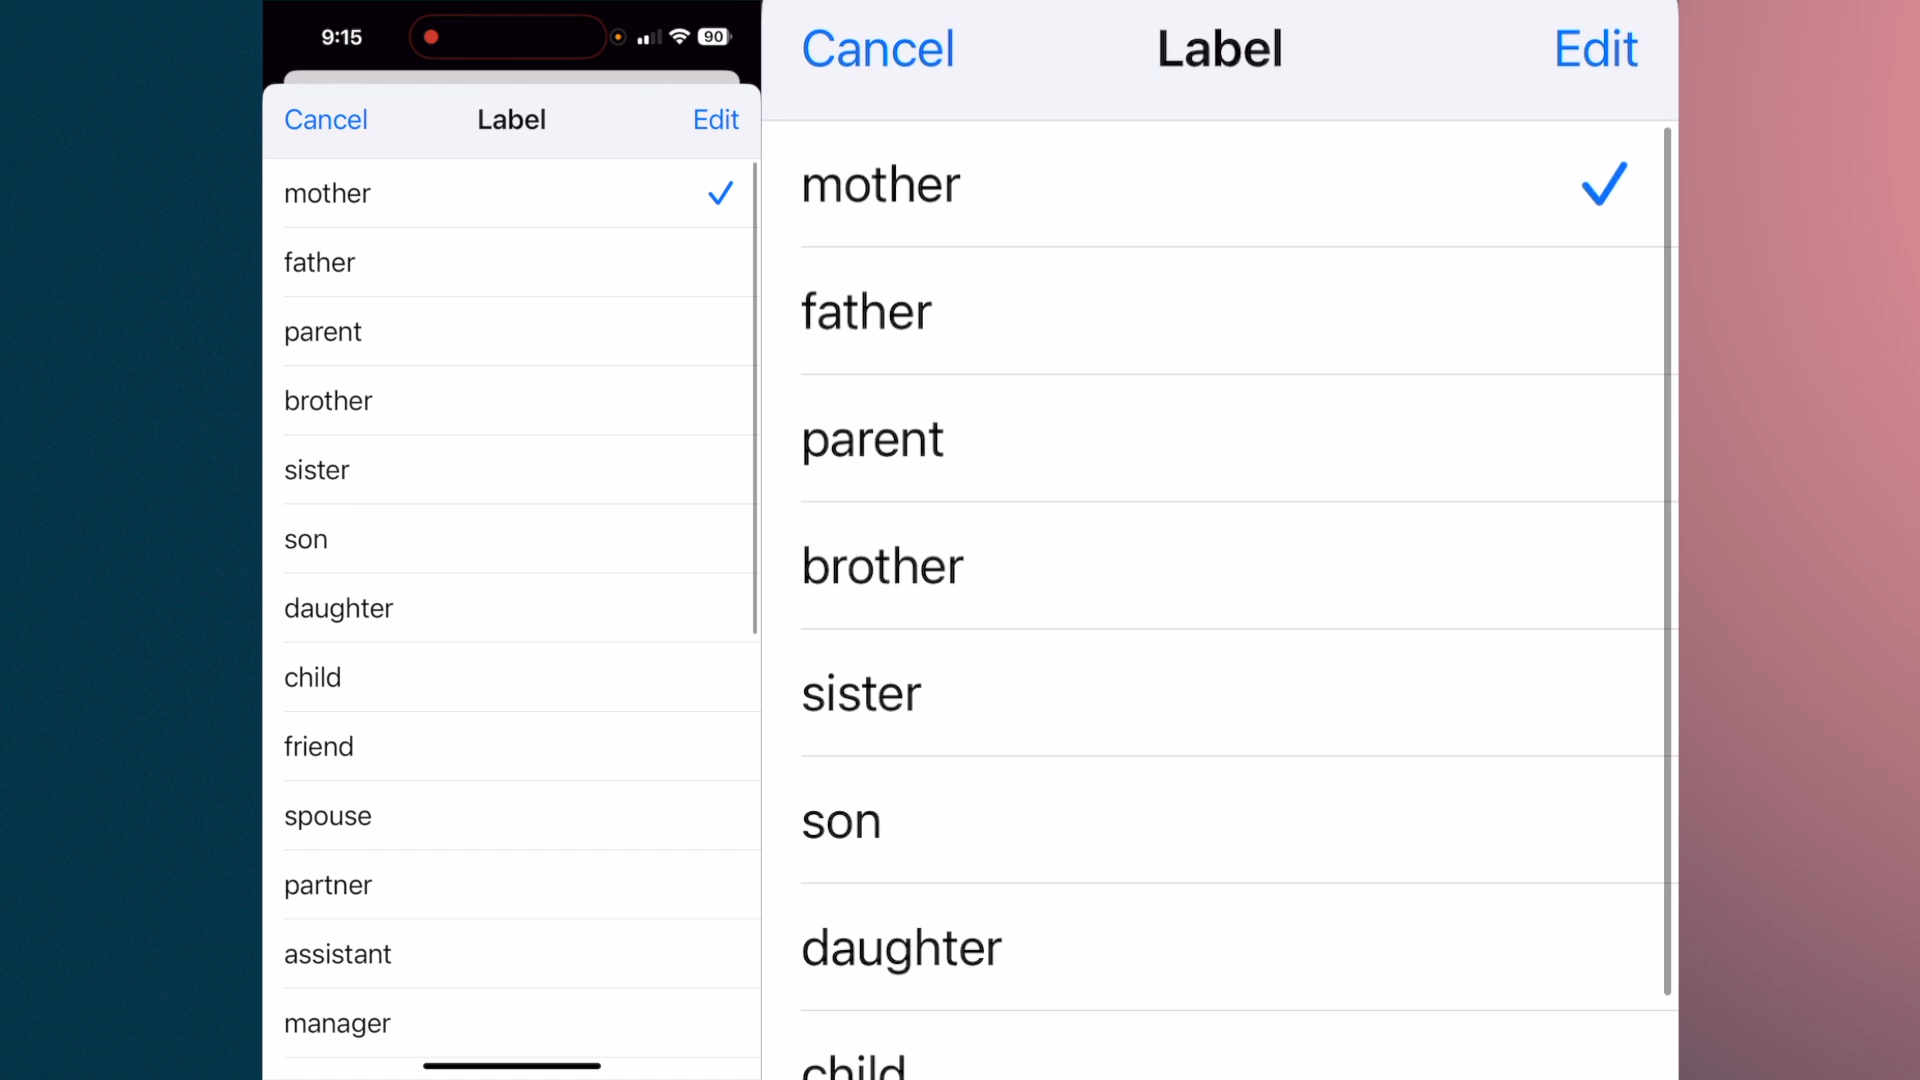 9:15
90
Cancel Label Edit
mother
father
parent
brother
sister
son
daughter
child
friend
spouse
partner
assistant
manager
Cancel Label Edit
mother
father
parent
brother
sister
son
daughter
child